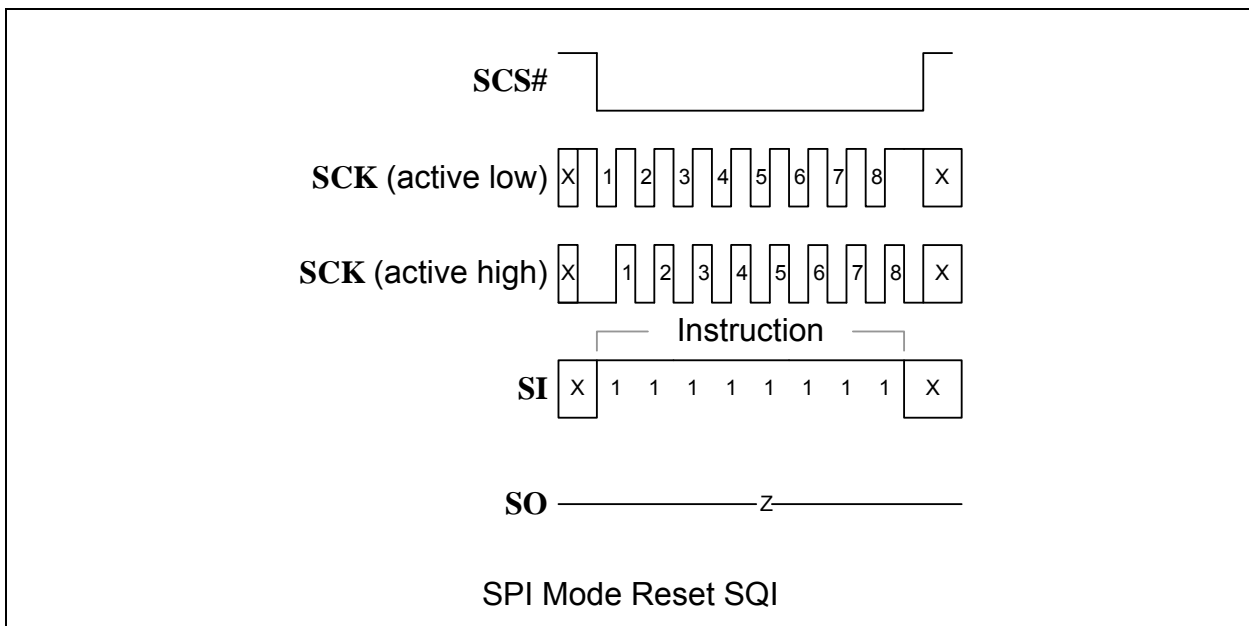 SCS#
SCK (active low) X 1 2 3 4 5 6 7 8 X
SCK (active high) X 1 2 3 4 5 6 7 8 X
Instruction
SI X 1 1 1 1 1 1 1 1 X
SO Z
SPI Mode Reset SQI